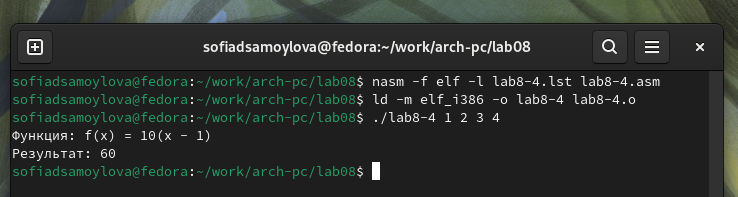 sofiadsamoylova@fedora:~/work/arch-pc/lab08
sofiadsamoylova@fedora:~/work/arch-pc/lab08$ nasm -f elf -l lab8-4.lst lab8-4.asm
sofiadsamoylova@fedora:~/work/arch-pc/lab08$ ld -m elf_i386 -o lab8-4 lab8-4.o
sofiadsamoylova@fedora:~/work/arch-pc/lab08$ ./lab8-4 1 2 3 4
Функция: f(x) = 10(x - 1)
Результат: 60
sofiadsamoylova@fedora:~/work/arch-pc/lab08$